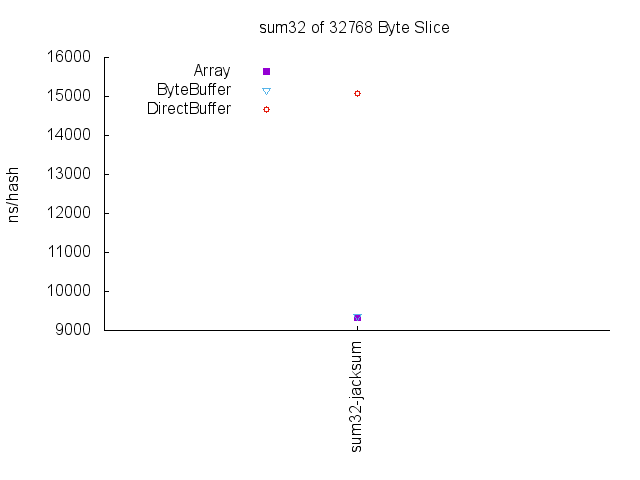 sum32 of 32768 Byte Slice
16000
15000
14000
13000
12000
11000
10000
9000
ns/hash
Array
ByteBuffer
DirectBuffer
sum32-jacksum